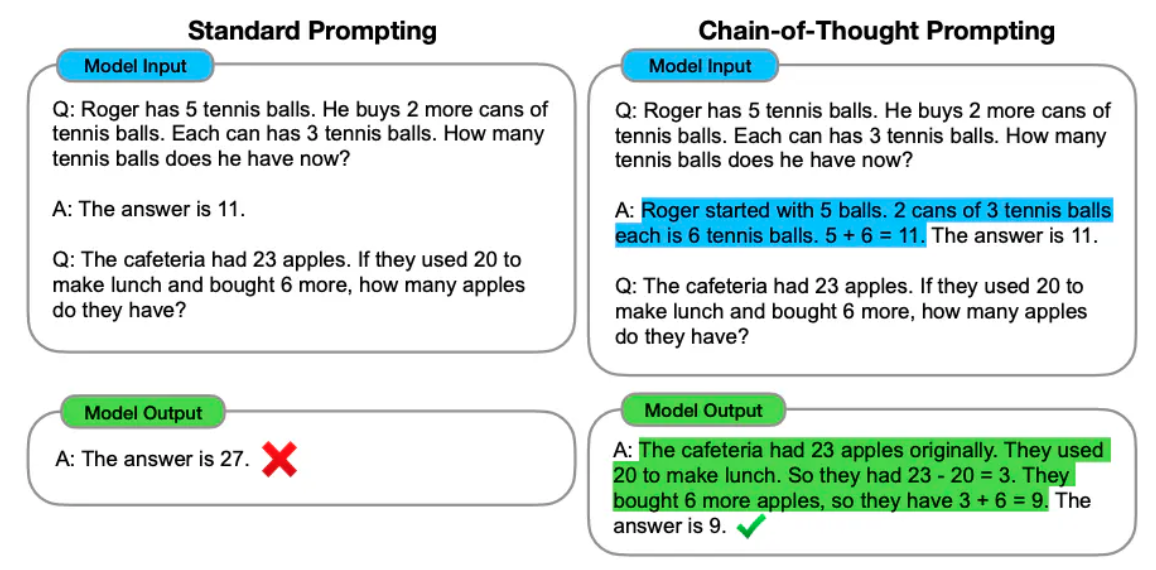 Standard Prompting
Model Input
Q: Roger has 5 tennis balls. He buys 2 more cans of
tennis balls. Each can has 3 tennis balls. How many
tennis balls does he have now?
A: The answer is 11.
Q: The cafeteria had 23 apples. If they used 20 to
make lunch and bought 6 more, how many apples
do they have?
Model Output
A: The answer is 27.
Chain-of-Thought Prompting
Model Input
Q: Roger has 5 tennis balls. He buys 2 more cans of
tennis balls. Each can has 3 tennis balls. How many
tennis balls does he have now?
A: Roger started with 5 balls. 2 cans of 3 tennis balls
each is 6 tennis balls. 5 + 6 = 11. The answer is 11.
Q: The cafeteria had 23 apples. If they used 20 to
make lunch and bought 6 more, how many apples
do they have?
Model Output
A: The cafeteria had 23 apples originally. They used
20 to make lunch. So they had 23 - 20 = 3. They
bought 6 more apples, so they have 3 + 6 = 9. The
answer is 9.